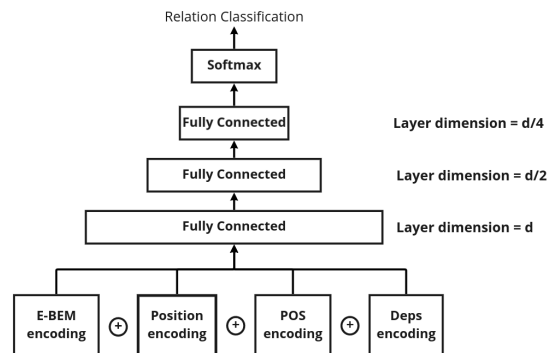 Relation Classification
Softmax
Fully Connected
Layer dimension = d/4
Fully Connected
Layer dimension = d/2
Fully Connected
Layer dimension = d
E-BEM
encoding
+
Position
encoding
+
POS
encoding
+
Deps
encoding